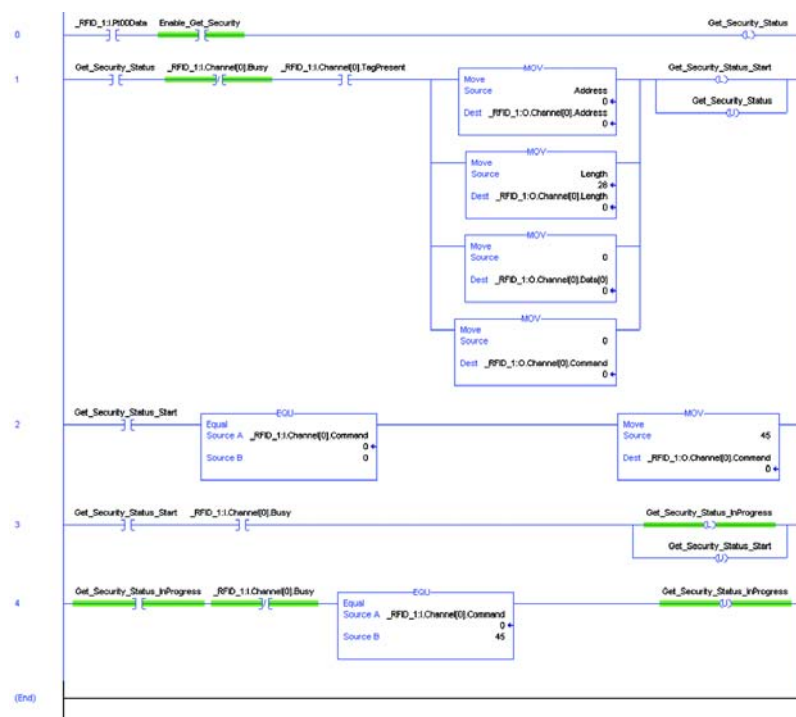 _RFID_1:I.Pt00Data Enable_Get_Security Get_Security_Status
0
Get_Security_Status _RFID_1:I.Channel[0].Busy _RFID_1:I.Channel[0].TagPresent MOV Get_Security_Status_Start
1
Move
Source Address
0
Dest _RFID_1:O.Channel[0].Address
0
Get_Security_Status
MOV
Move
Source Length
28
Dest _RFID_1:O.Channel[0].Length
0
MOV
Move
Source 0
Dest _RFID_1:O.Channel[0].Data[0]
0
MOV
Move
Source 0
Dest _RFID_1:O.Channel[0].Command
0
Get_Security_Status_Start EQU MOV
2
Equal
Source A _RFID_1:I.Channel[0].Command
0
Source B 0
Move
Source 45
Dest _RFID_1:O.Channel[0].Command
0
Get_Security_Status_Start _RFID_1:I.Channel[0].Busy Get_Security_Status_InProgress
3
L
Get_Security_Status_Start
U
Get_Security_Status_InProgress _RFID_1:I.Channel[0].Busy EQU Get_Security_Status_InProgress
4
Equal
Source A _RFID_1:I.Channel[0].Command
0
Source B 45
U
(End)